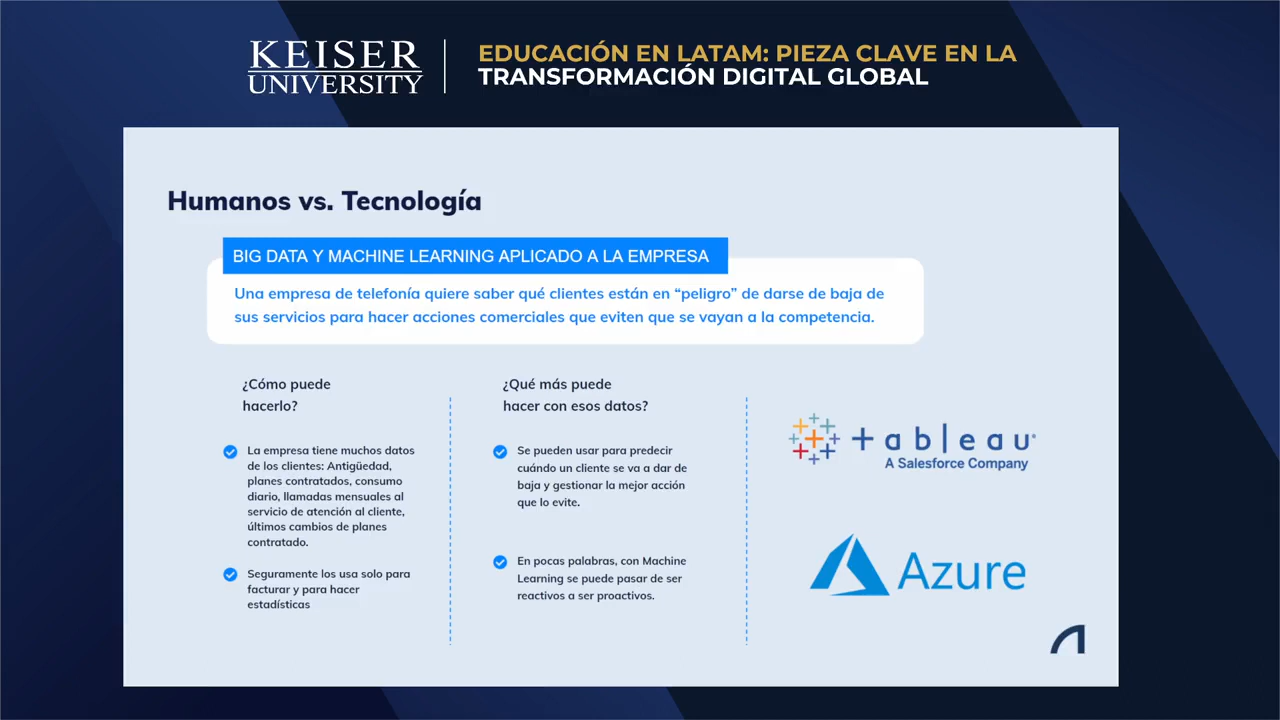 KEISER
UNIVERSITY
EDUCACIÓN EN LATAM: PIEZA CLAVE EN LA
TRANSFORMACIÓN DIGITAL GLOBAL
Humanos vs. Tecnología
BIG DATA Y MACHINE LEARNING APLICADO A LA EMPRESA
Una empresa de telefonía quiere saber qué clientes están en “peligro” de darse de baja de
sus servicios para hacer acciones comerciales que eviten que se vayan a la competencia.
¿Cómo puede
hacerlo?
La empresa tiene muchos datos
de los clientes: Antigüedad,
planes contratados, consumo
diario, llamadas mensuales al
servicio de atención al cliente,
últimos cambios de planes
contratado.
Seguramente los usa solo para
facturar y para hacer
estadísticas
¿Qué más puede
hacer con esos datos?
Se pueden usar para predecir
cuándo un cliente se va a dar de
baja y gestionar la mejor acción
que lo evite.
En pocas palabras, con Machine
Learning se puede pasar de ser
reactivos a ser proactivos.
+ableau
A Salesforce Company
Azure